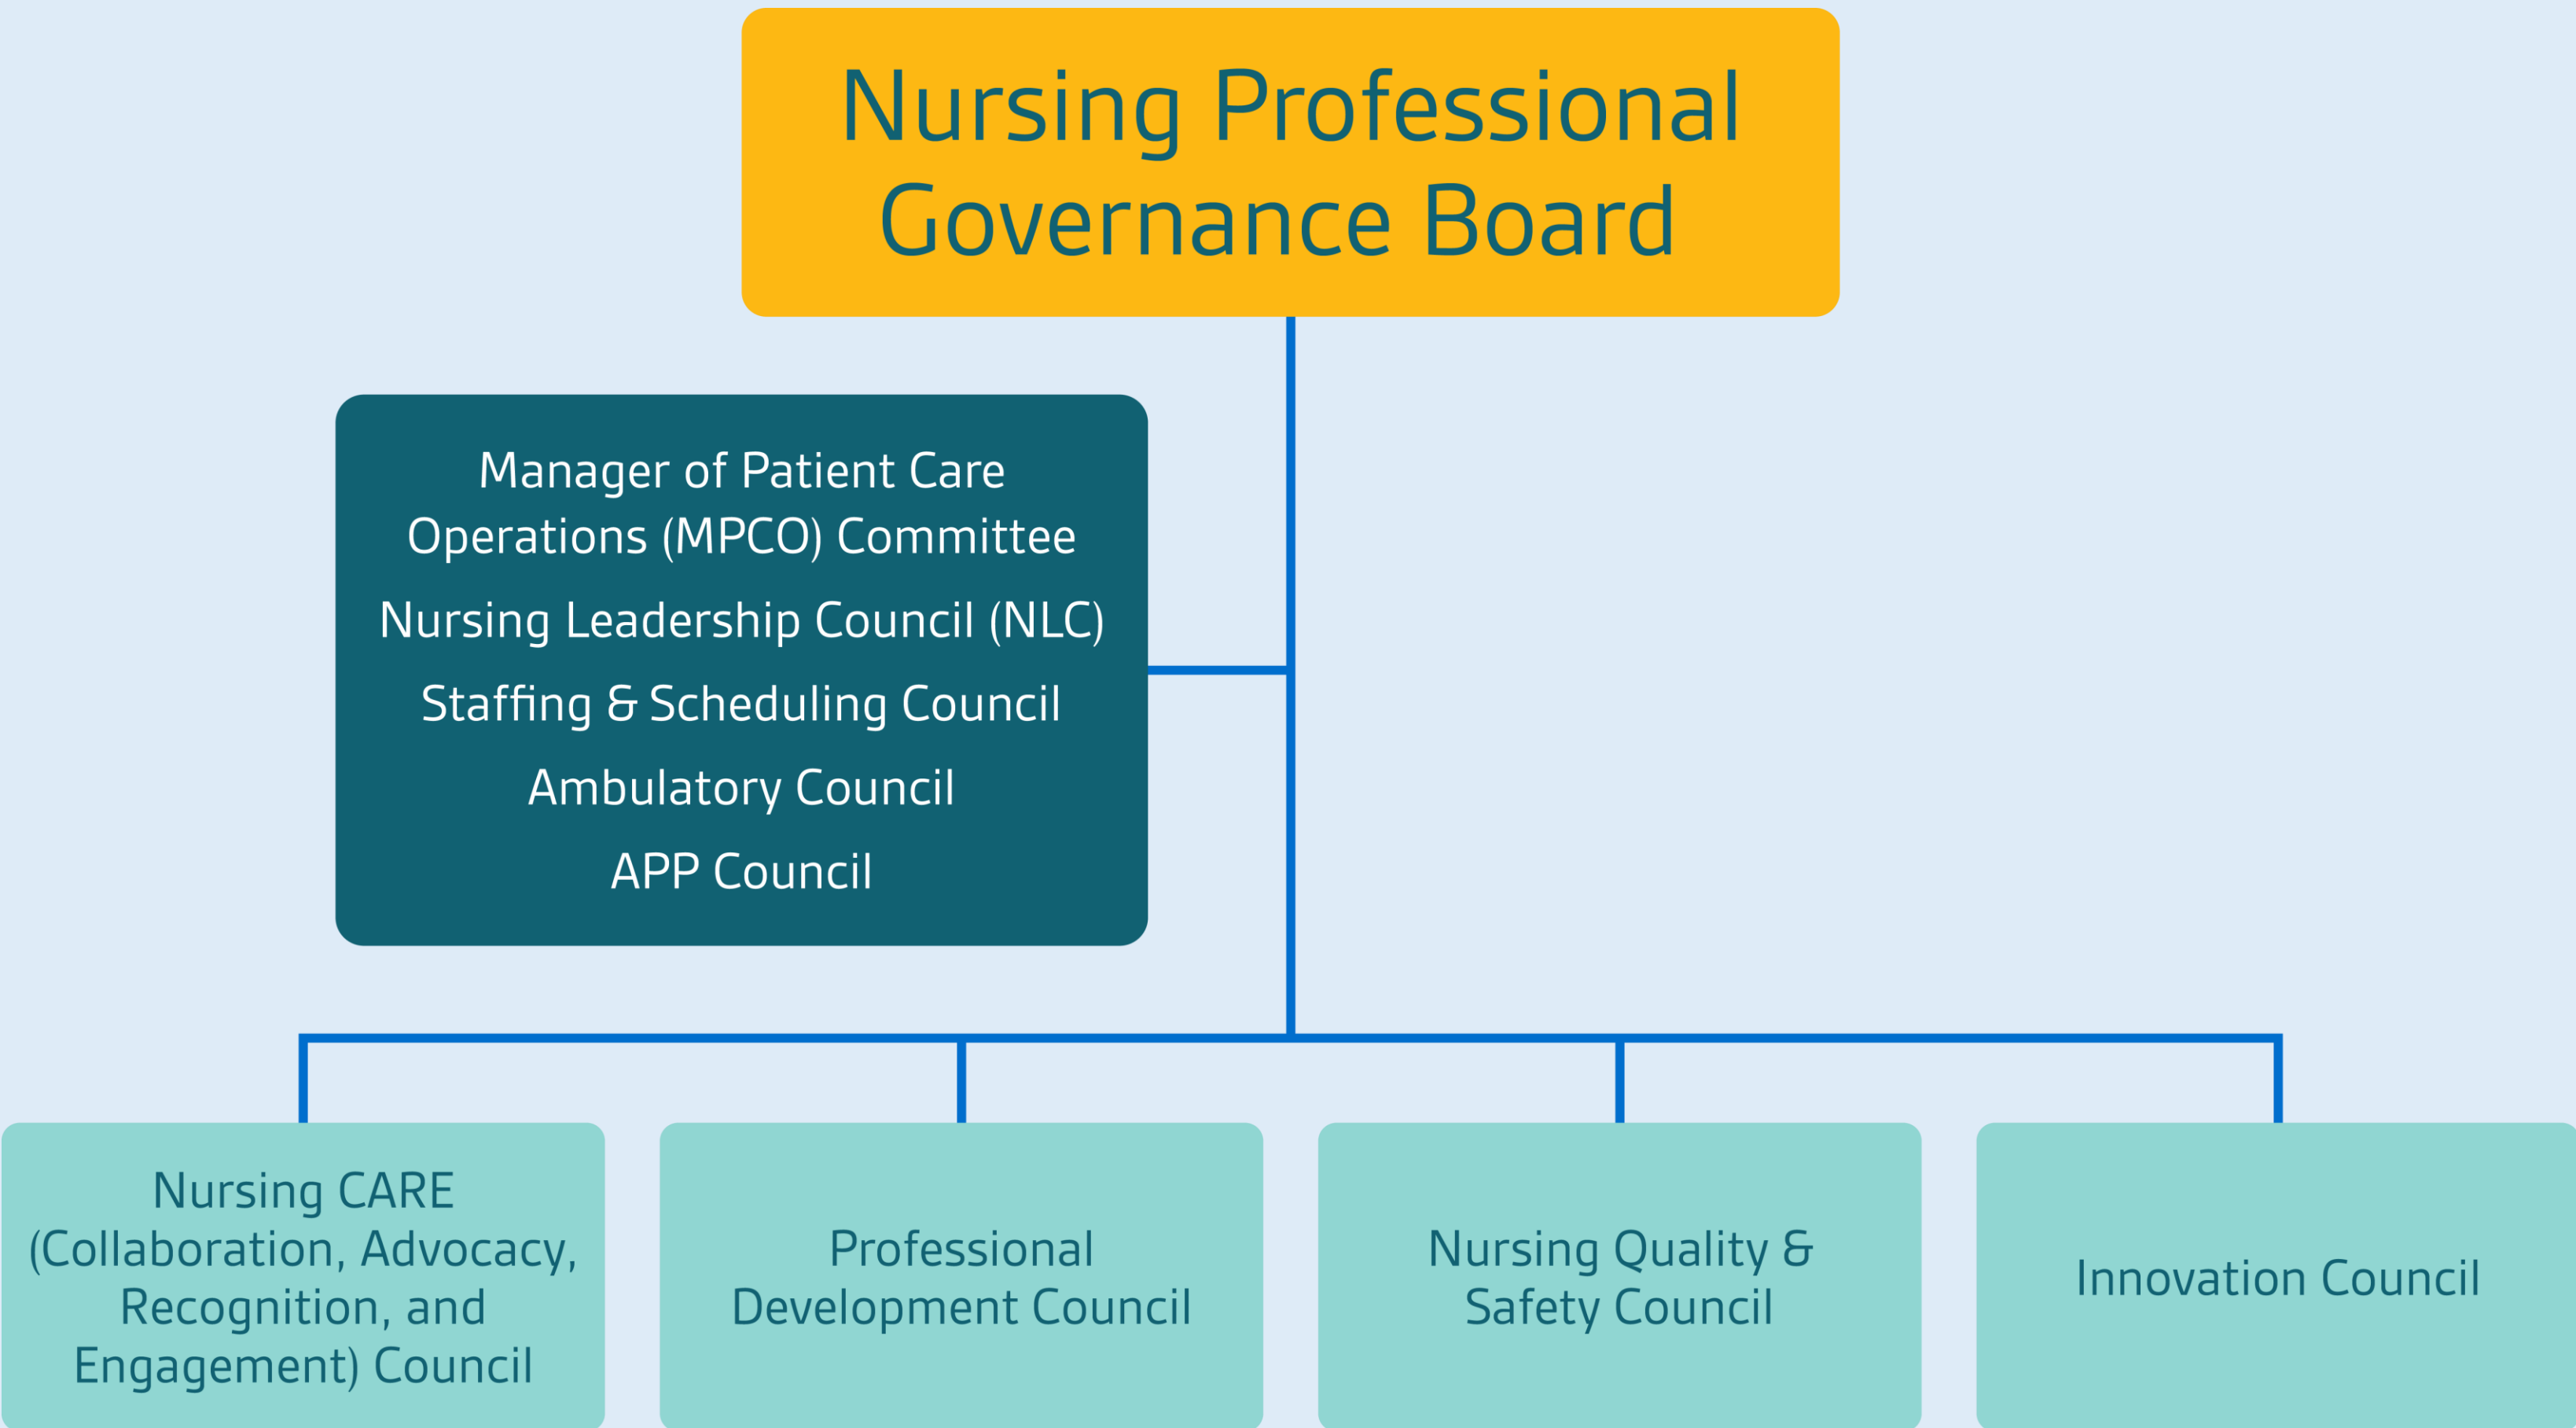 Nursing Professional
Governance Board
Manager of Patient Care
Operations (MPCO) Committee
Nursing Leadership Council (NLC)
Staffing & Scheduling Council
Ambulatory Council
APP Council
Nursing CARE
(Collaboration, Advocacy,
Recognition, and
Engagement) Council
Professional
Development Council
Nursing Quality &
Safety Council
Innovation Council